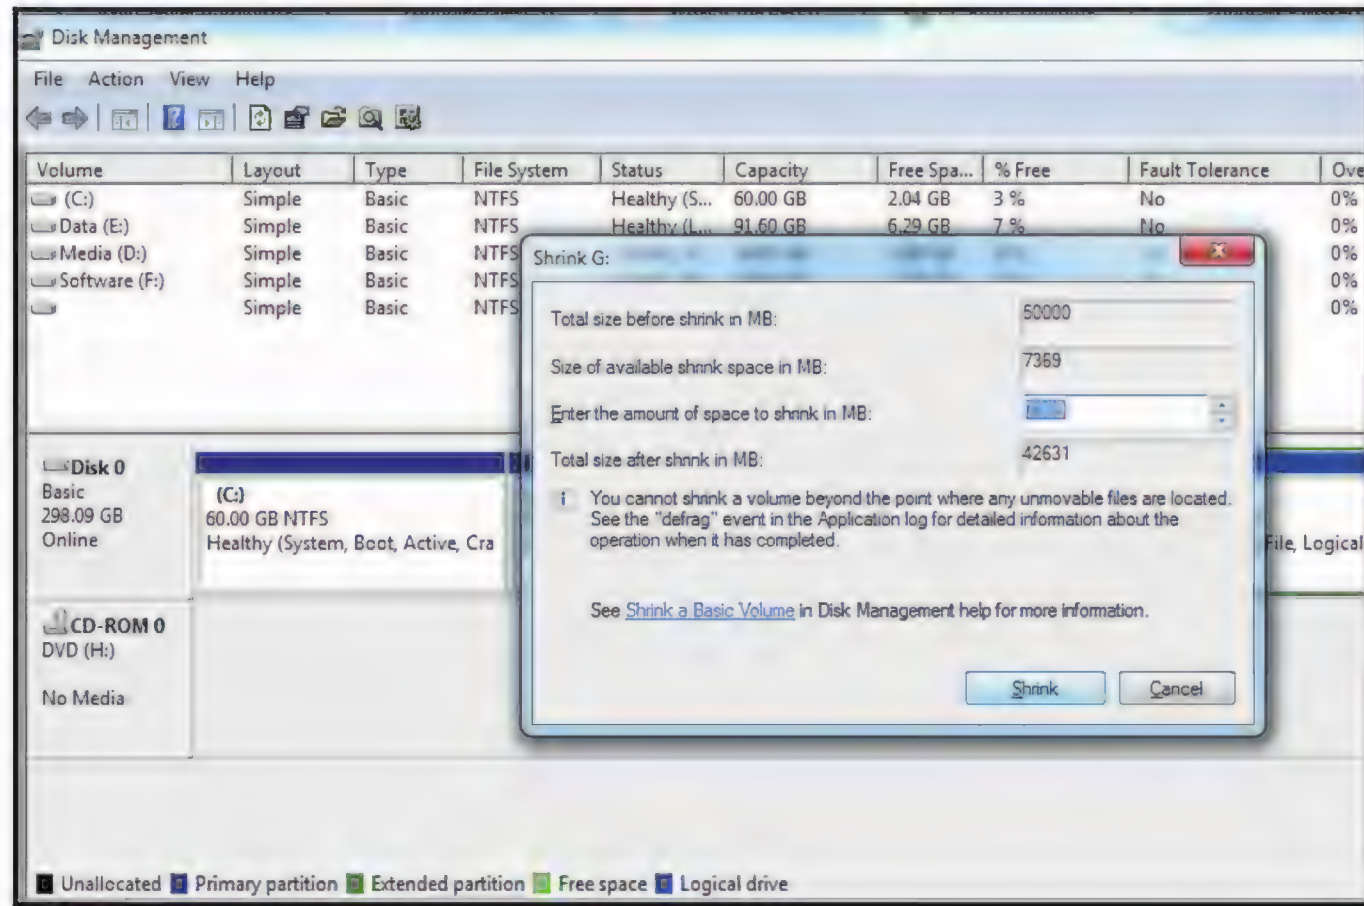 Disk Management
File Action View Help
Volume Layout Type File System Status Capacity Free Spa... % Free Fault Tolerance Ove
(C:) Simple Basic NTFS Healthy (S... 60.00 GB 2.04 GB 3 % No 0%
Data (E:) Simple Basic NTFS Healthy (L... 91.60 GB 6.29 GB 7 % No 0%
Media (D:) Simple Basic NTFS 0%
Software (F:) Simple Basic NTFS 0%
Simple Basic NTFS 0%
Shrink G:
Total size before shrink in MB: 50000
Size of available shrink space in MB: 7369
Enter the amount of space to shrink in MB:
Total size after shrink in MB: 42631
You cannot shrink a volume beyond the point where any unmovable files are located.
See the "defrag" event in the Application log for detailed information about the
operation when it has completed.
See Shrink a Basic Volume in Disk Management help for more information.
Shrink Cancel
Disk 0
Basic
298.09 GB
Online
(C:)
60.00 GB NTFS
Healthy (System, Boot, Active, Cra
File, Logical
CD-ROM 0
DVD (H:)
No Media
Unallocated Primary partition Extended partition Free space Logical drive